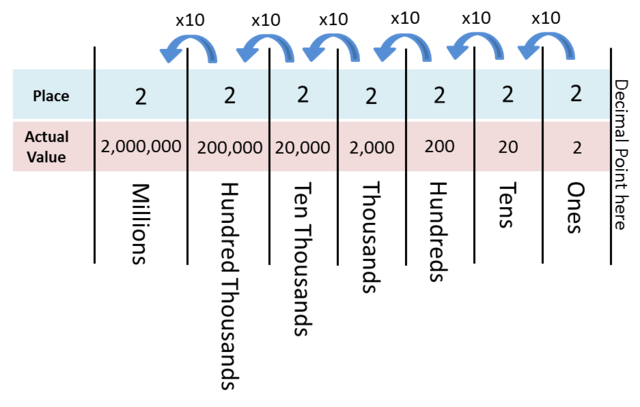 x10 x10 x10 x10 x10 x10
Place 2 2 2 2 2 2 2
Actual
Value 2,000,000 200,000 20,000 2,000 200 20 2
Millions
Hundred Thousands
Ten Thousands
Thousands
Hundreds
Tens
Ones
Decimal Point here